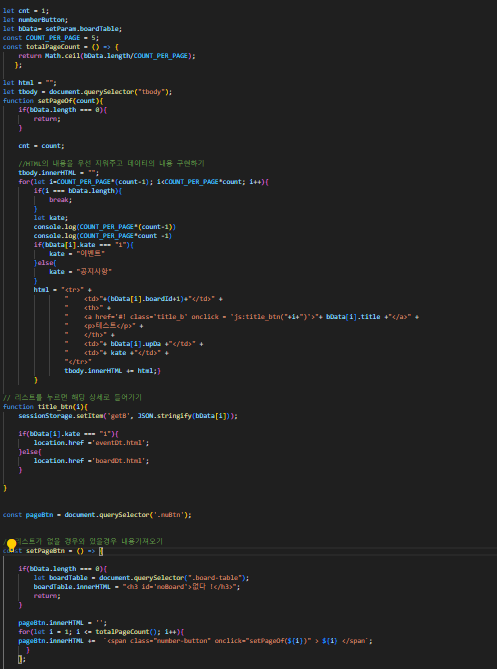 let cnt = 1;
let numberButton;
let bData= setParam.boardTable;
const COUNT_PER_PAGE = 5;
const totalPageCount = () => {
return Math.ceil(bData.length/COUNT_PER_PAGE);
};
let html = "";
let tbody = document.querySelector("tbody");
function setPageOf(count){
if(bData.length === 0){
return;
}
cnt = count;
//HTML의 내용을 우선 지워주고 데이터의 내용 구현하기
tbody.innerHTML = "";
for(let i=COUNT_PER_PAGE*(count-1); i<COUNT_PER_PAGE*count; i++){
if(i === bData.length){
break;
}
let kate;
console.log(COUNT_PER_PAGE*(count-1))
console.log(COUNT_PER_PAGE*count -1)
if(bData[i].kate === "1"){
kate = "이벤트"
}else{
kate = "공지사항"
}
html = "<tr>" +
" <td>"+(bData[i].boardId+1)+"</td>" +
" <th>" +
" <a href='#!' class='title_b' onclick = 'js:title_btn("+i+")'>"+ bData[i].title +"</a>" +
" <p>테스트</p>" +
" </th>" +
" <td>"+ bData[i].upDa +"</td>" +
" <td>"+ kate +"</td>" +
"</tr>"
tbody.innerHTML += html;}
}
// 리스트를 누르면 해당 상세로 들어가기
function title_btn(i){
sessionStorage.setItem('getB', JSON.stringify(bData[i]));
if(bData[i].kate === "1"){
location.href ='eventDt.html';
}else{
location.href ='boardDt.html';
}
}
const pageBtn = document.querySelector('.nuBtn');
리스트가 없을 경우와 있을경우 내용가져오기
const setPageBtn = () => {
if(bData.length === 0){
let boardTable = document.querySelector(".board-table");
boardTable.innerHTML = "<h3 id='noBoard'>없다 !</h3>";
return;
}
pageBtn.innerHTML = '';
for(let i = 1; i <= totalPageCount(); i++){
pageBtn.innerHTML += `<span class="number-button" onclick="setPageOf(${i})" > ${i} </span>`;
}
};